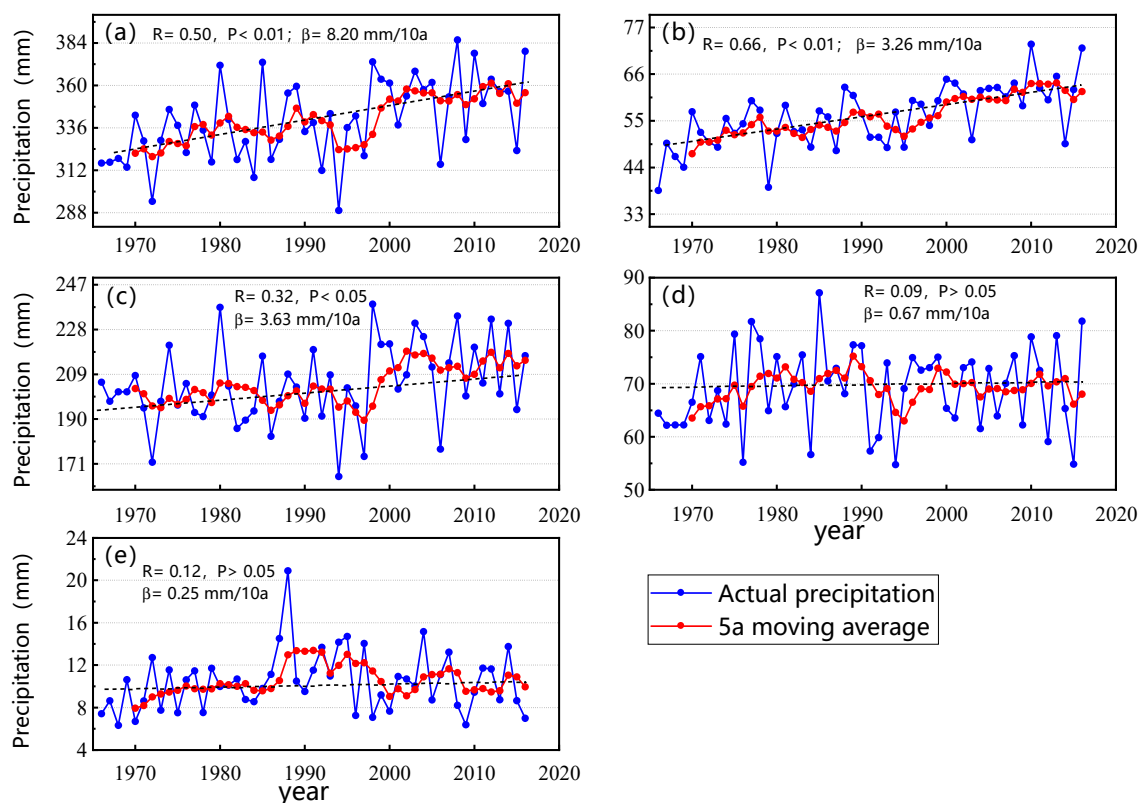 (a) R= 0.50, P< 0.01; β= 8.20 mm/10a
Precipitation (mm)
384
360
336
312
288
1970 1980 1990 2000 2010 2020
(b) R= 0.66, P< 0.01; β= 3.26 mm/10a
77
66
55
44
33
1970 1980 1990 2000 2010 2020
(c) R= 0.32, P< 0.05
β= 3.63 mm/10a
Precipitation (mm)
247
228
209
190
171
1970 1980 1990 2000 2010 2020
(d) R= 0.09, P> 0.05
β= 0.67 mm/10a
90
80
70
60
50
1970 1980 1990 2000 2010 2020
year
(e) R= 0.12, P> 0.05
β= 0.25 mm/10a
Precipitation (mm)
24
20
16
12
8
4
1970 1980 1990 2000 2010 2020
year
Actual precipitation
5a moving average